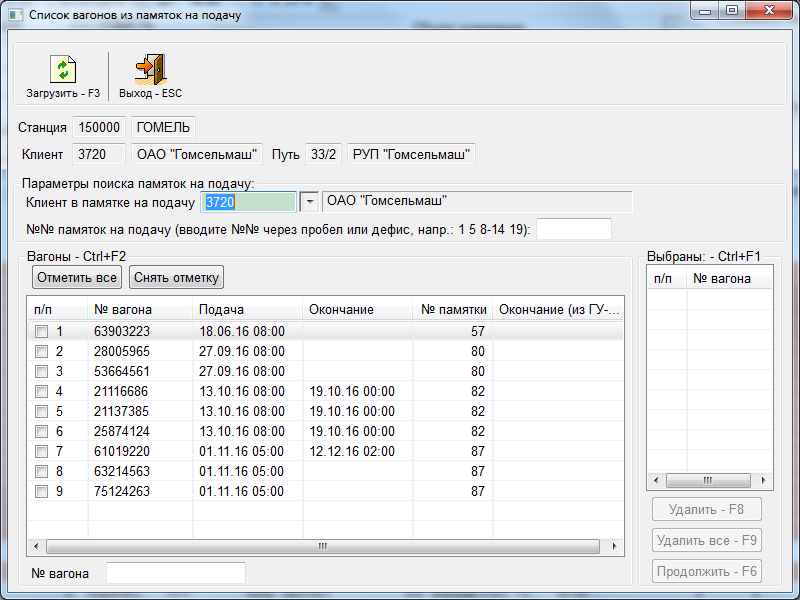 Список вагонов из памяток на подачу
Загрузить - F3 Выход - ESC
Станция 150000 ГОМЕЛЬ
Клиент 3720 ОАО "Гомсельмаш" Путь 33/2 РУП "Гомсельмаш"
Параметры поиска памяток на подачу:
Клиент в памятке на подачу 3720 ОАО "Гомсельмаш"
№№ памяток на подачу (вводите №№ через пробел или дефис, напр.: 1 5 8-14 19):
Вагоны - Ctrl+F2
Отметить все Снять отметку
п/п № вагона Подача Окончание № памятки Окончание (из ГУ-...
1 63903223 18.06.16 08:00 57
2 28005965 27.09.16 08:00 80
3 53664561 27.09.16 08:00 80
4 21116686 13.10.16 08:00 19.10.16 00:00 82
5 21137385 13.10.16 08:00 19.10.16 00:00 82
6 25874124 13.10.16 08:00 19.10.16 00:00 82
7 61019220 01.11.16 05:00 12.12.16 02:00 87
8 63214563 01.11.16 05:00 87
9 75124263 01.11.16 05:00 87
№ вагона
Выбраны: - Ctrl+F1
п/п № вагона
Удалить - F8
Удалить все - F9
Продолжить - F6